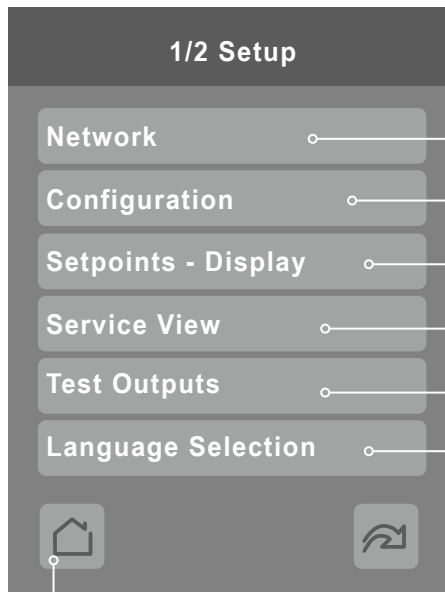 1/2 Setup
Network
Configuration
Setpoints - Display
Service View
Test Outputs
Language Selection